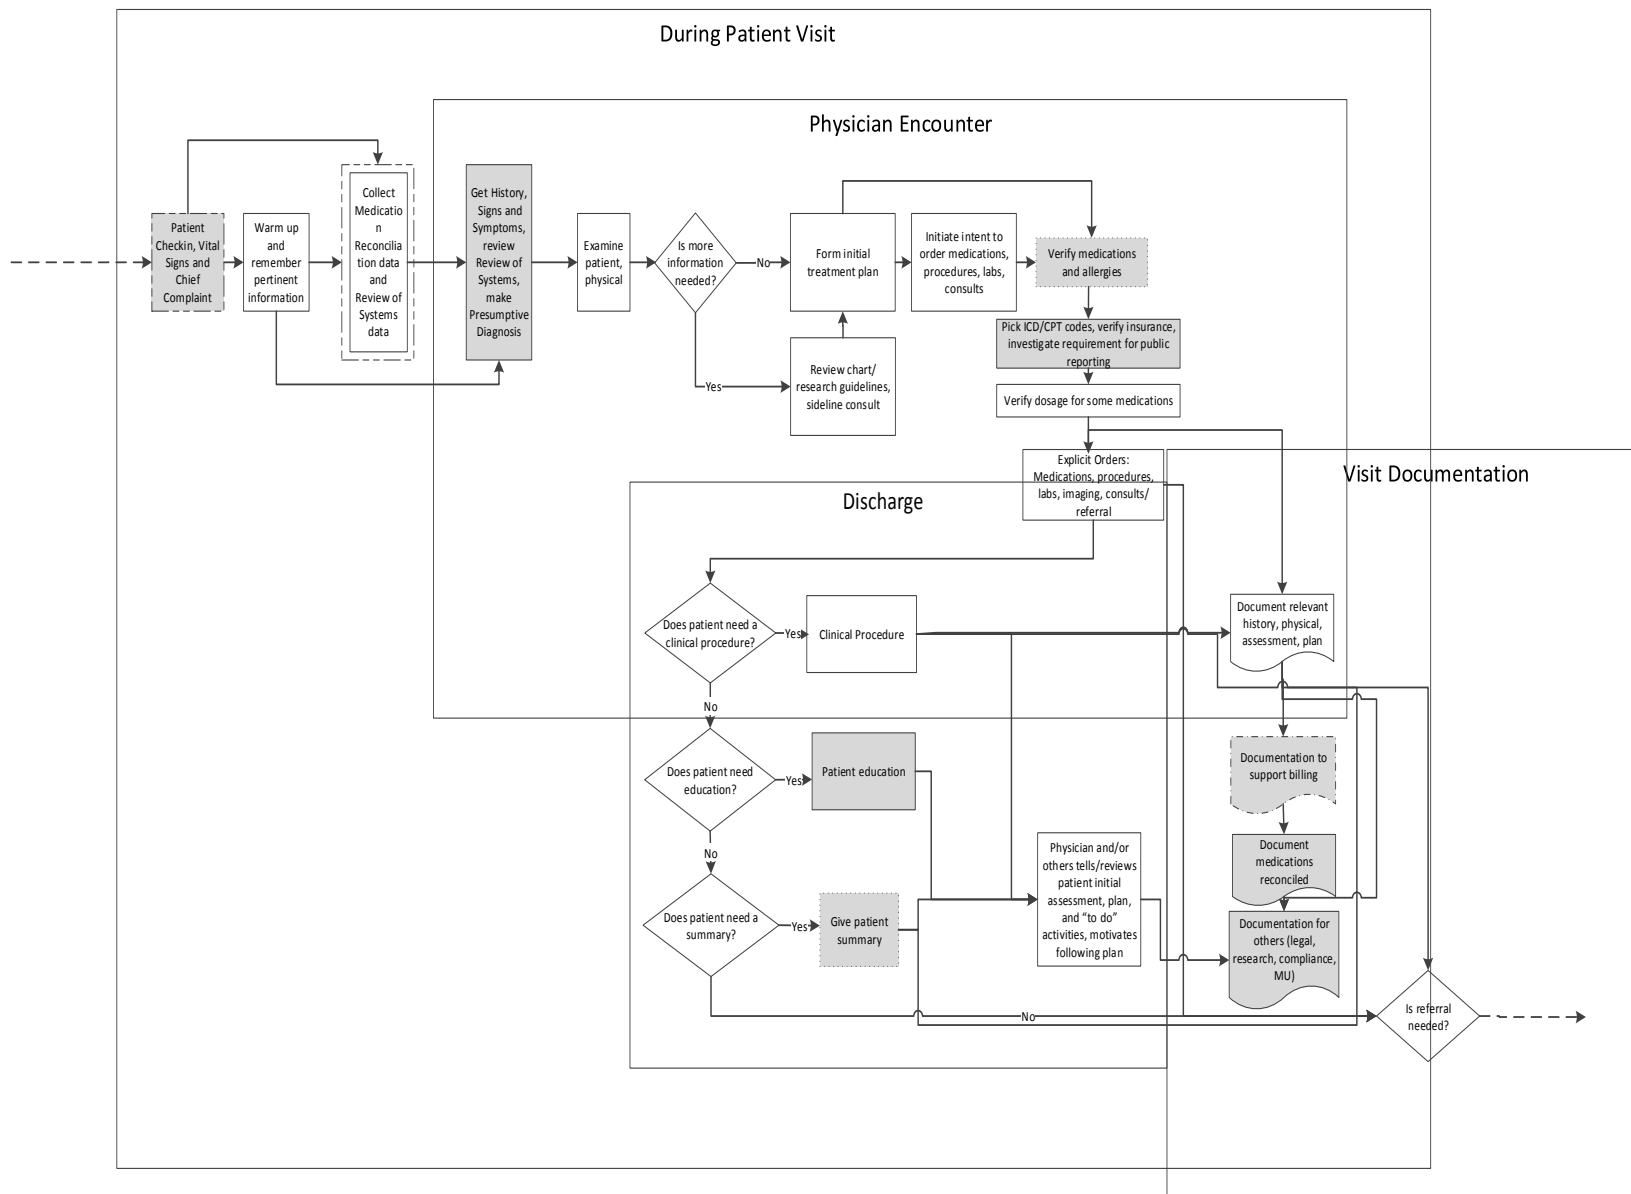 During Patient Visit
Physician Encounter
Patient
Checkin, Vital
Signs and
Chief
Complaint
Warm up
and
remember
pertinent
information
Collect
Medicatio
n
Reconcilia
tion data
and
Review of
Systems
data
Get History,
Signs and
Symptoms,
review
Review of
Systems,
make
Presumptive
Diagnosis
Examine
patient,
physical
Is more
information
needed?
No
Yes
Form initial
treatment plan
Review chart/
research guidelines,
sideline consult
Initiate intent to
order medications,
procedures, labs,
consults
Verify medications
and allergies
Pick ICD/CPT codes, verify insurance,
investigate requirement for public
reporting
Verify dosage for some medications
Explicit Orders:
Medications, procedures,
labs, imaging, consults/
referral
Visit Documentation
Discharge
Does patient need a
clinical procedure?
Yes
Clinical Procedure
No
Does patient need
education?
Yes
Patient education
No
Does patient need a
summary?
Yes
Give patient
summary
No
Physician and/or
others tells/reviews
patient initial
assessment, plan,
and “to do”
activities, motivates
following plan
Document relevant
history, physical,
assessment, plan
Documentation to
support billing
Document
medications
reconciled
Documentation for
others (legal,
research, compliance,
MU)
Is referral
needed?